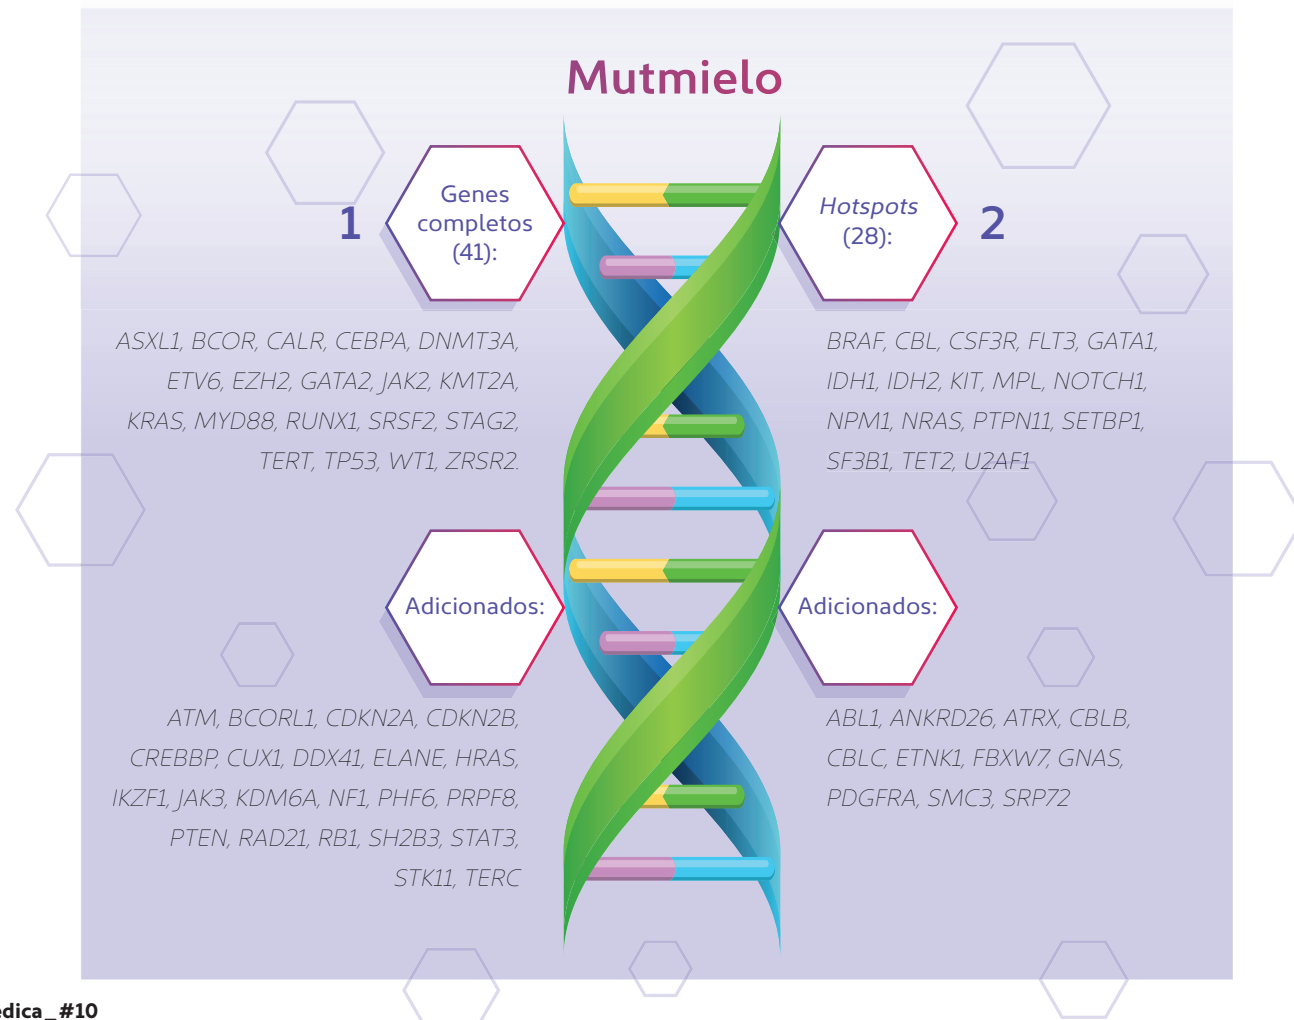 Mutmielo
1
Genes
completos
(41):
ASXL1, BCOR, CALR, CEBPA, DNMT3A,
ETV6, EZH2, GATA2, JAK2, KMT2A,
KRAS, MYD88, RUNX1, SRSF2, STAG2,
TERT, TP53, WT1, ZRSR2.
Adicionados:
ATM, BCORL1, CDKN2A, CDKN2B,
CREBBP, CUX1, DDX41, ELANE, HRAS,
IKZF1, JAK3, KDM6A, NF1, PHF6, PRPF8,
PTEN, RAD21, RB1, SH2B3, STAT3,
STK11, TERC
Hotspots
(28):
2
BRAF, CBL, CSF3R, FLT3, GATA1,
IDH1, IDH2, KIT, MPL, NOTCH1,
NPM1, NRAS, PTPN11, SETBP1,
SF3B1, TET2, U2AF1
Adicionados:
ABL1, ANKRD26, ATRX, CBLB,
CBLC, ETNK1, FBXW7, GNAS,
PDGFRA, SMC3, SRP72
edica_#10